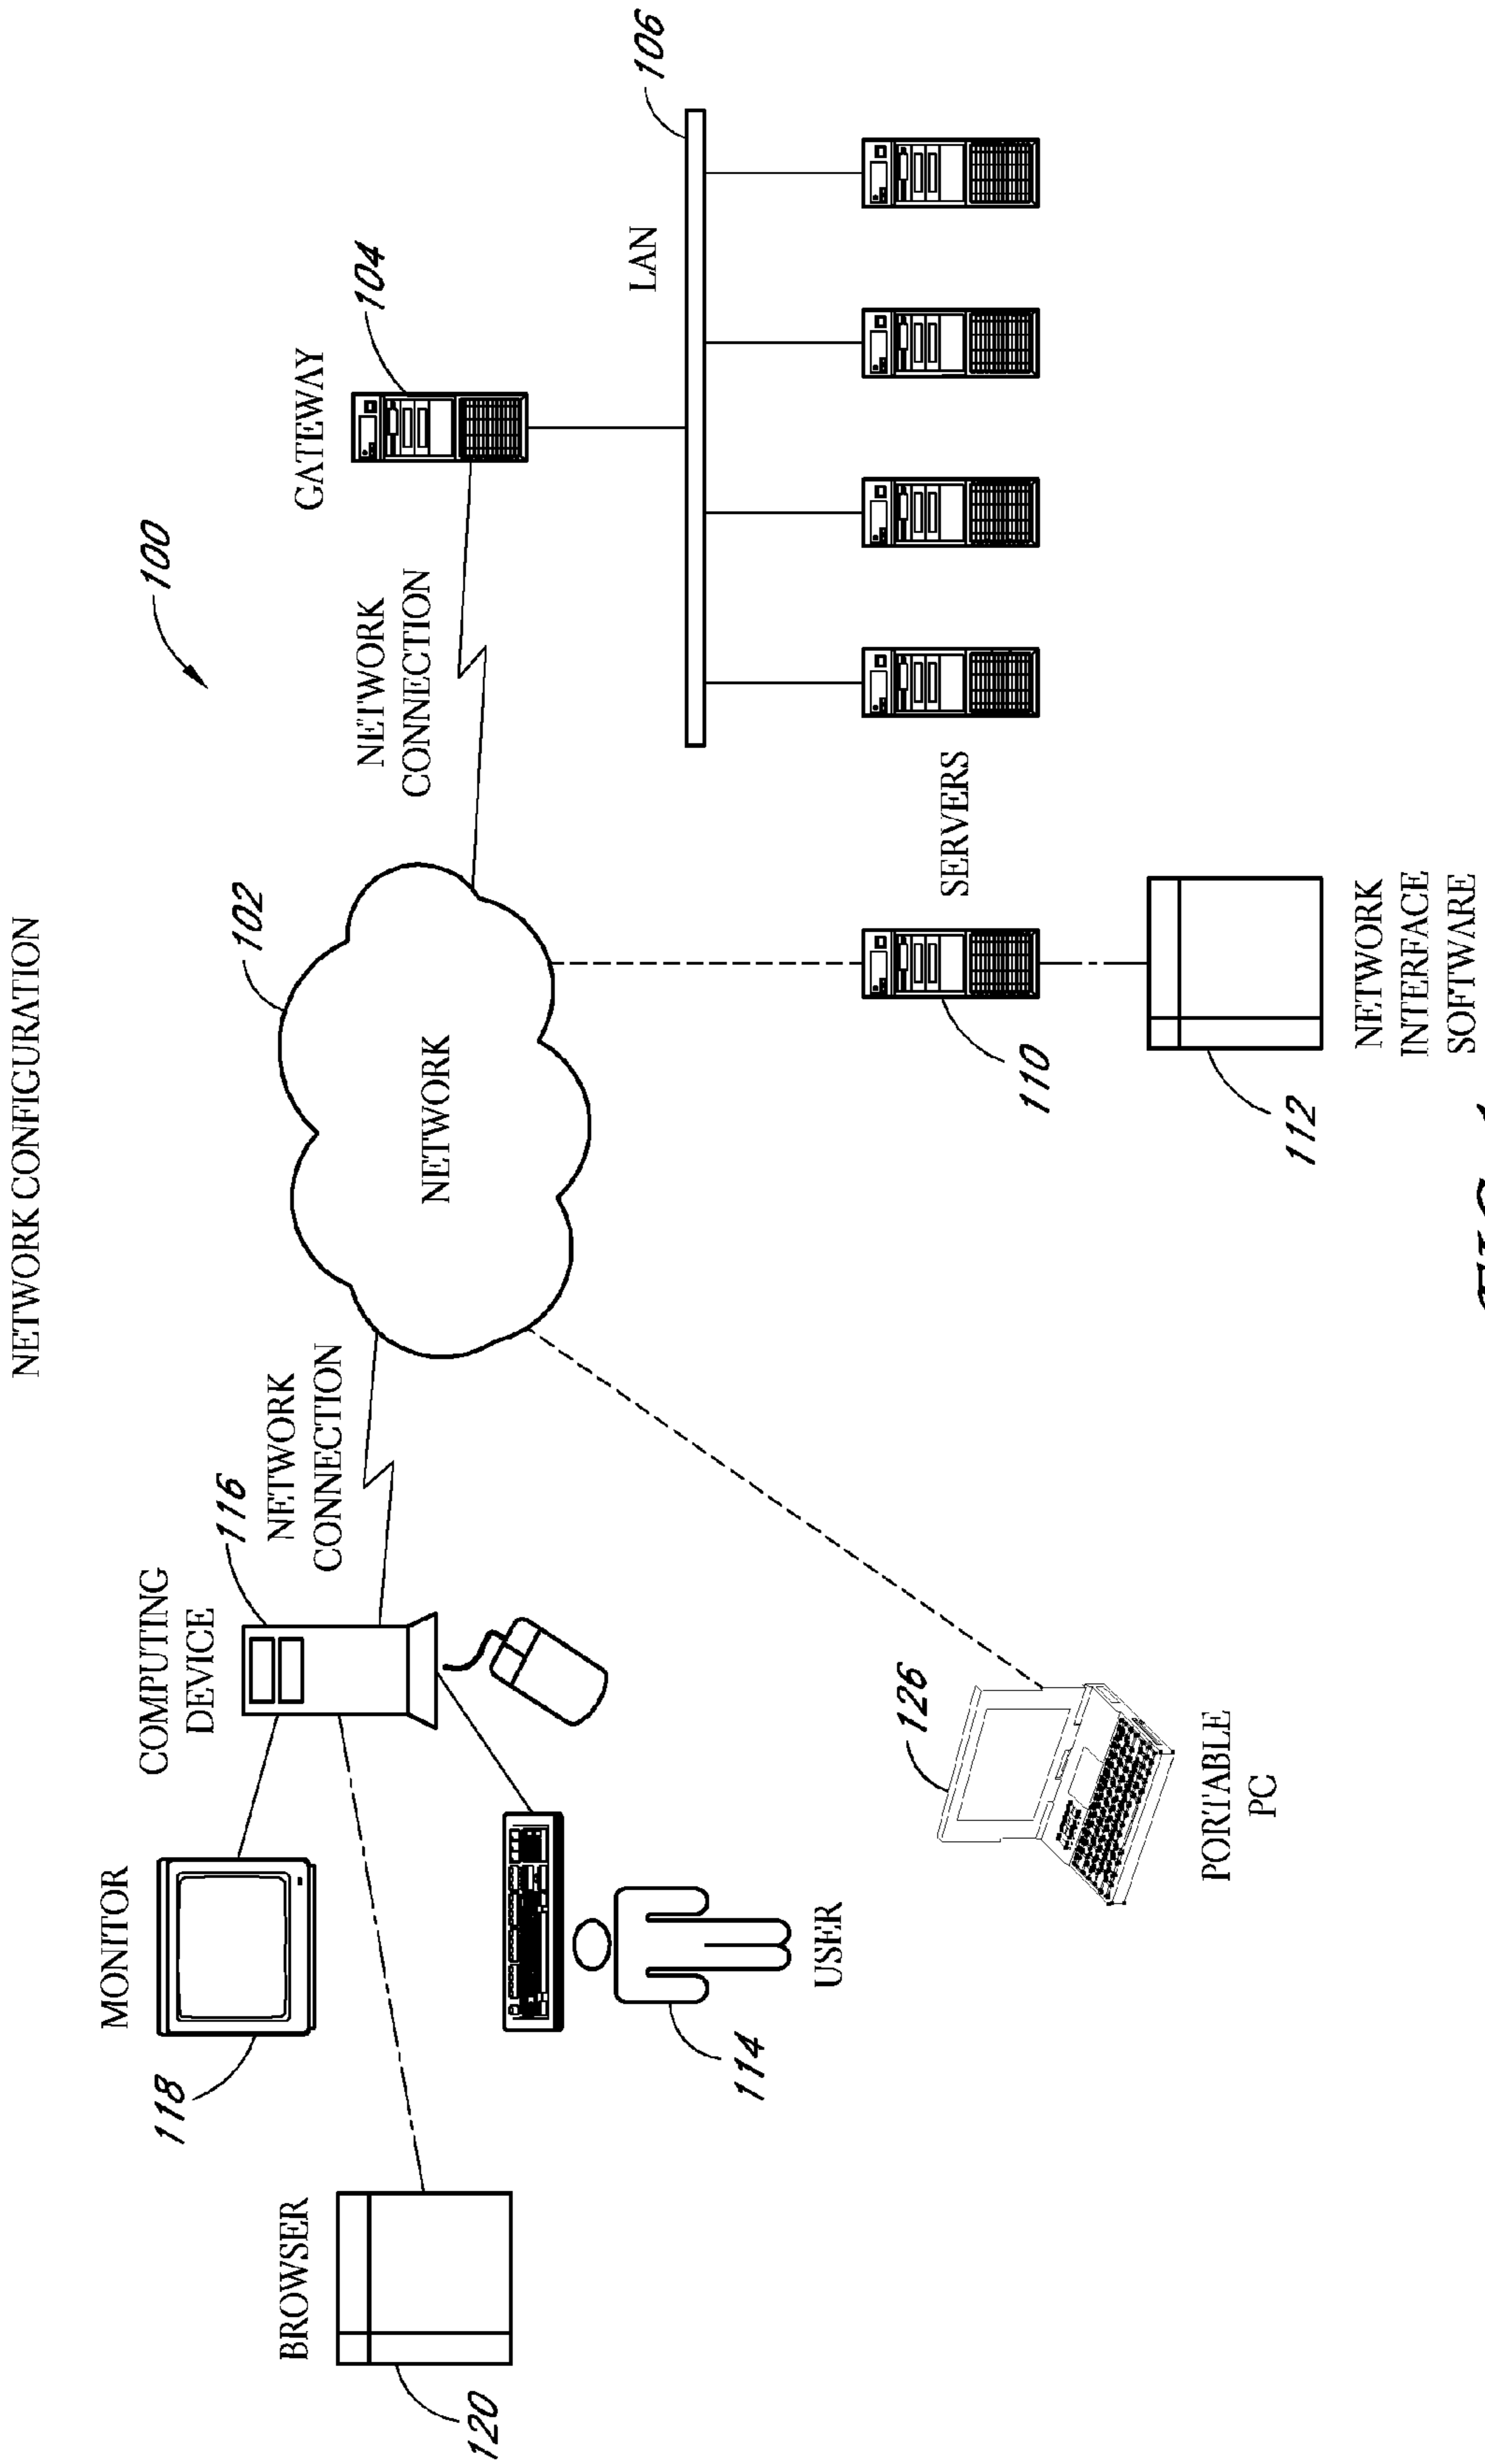 NETWORK CONFIGURATION
100
102
NETWORK
NETWORK
CONNECTION
GATEWAY
104
LAN
106
SERVERS
110
NETWORK
INTERFACE
SOFTWARE
112
NETWORK
CONNECTION
COMPUTING
DEVICE
116
MONITOR
118
BROWSER
120
USER
114
PORTABLE
PC
126